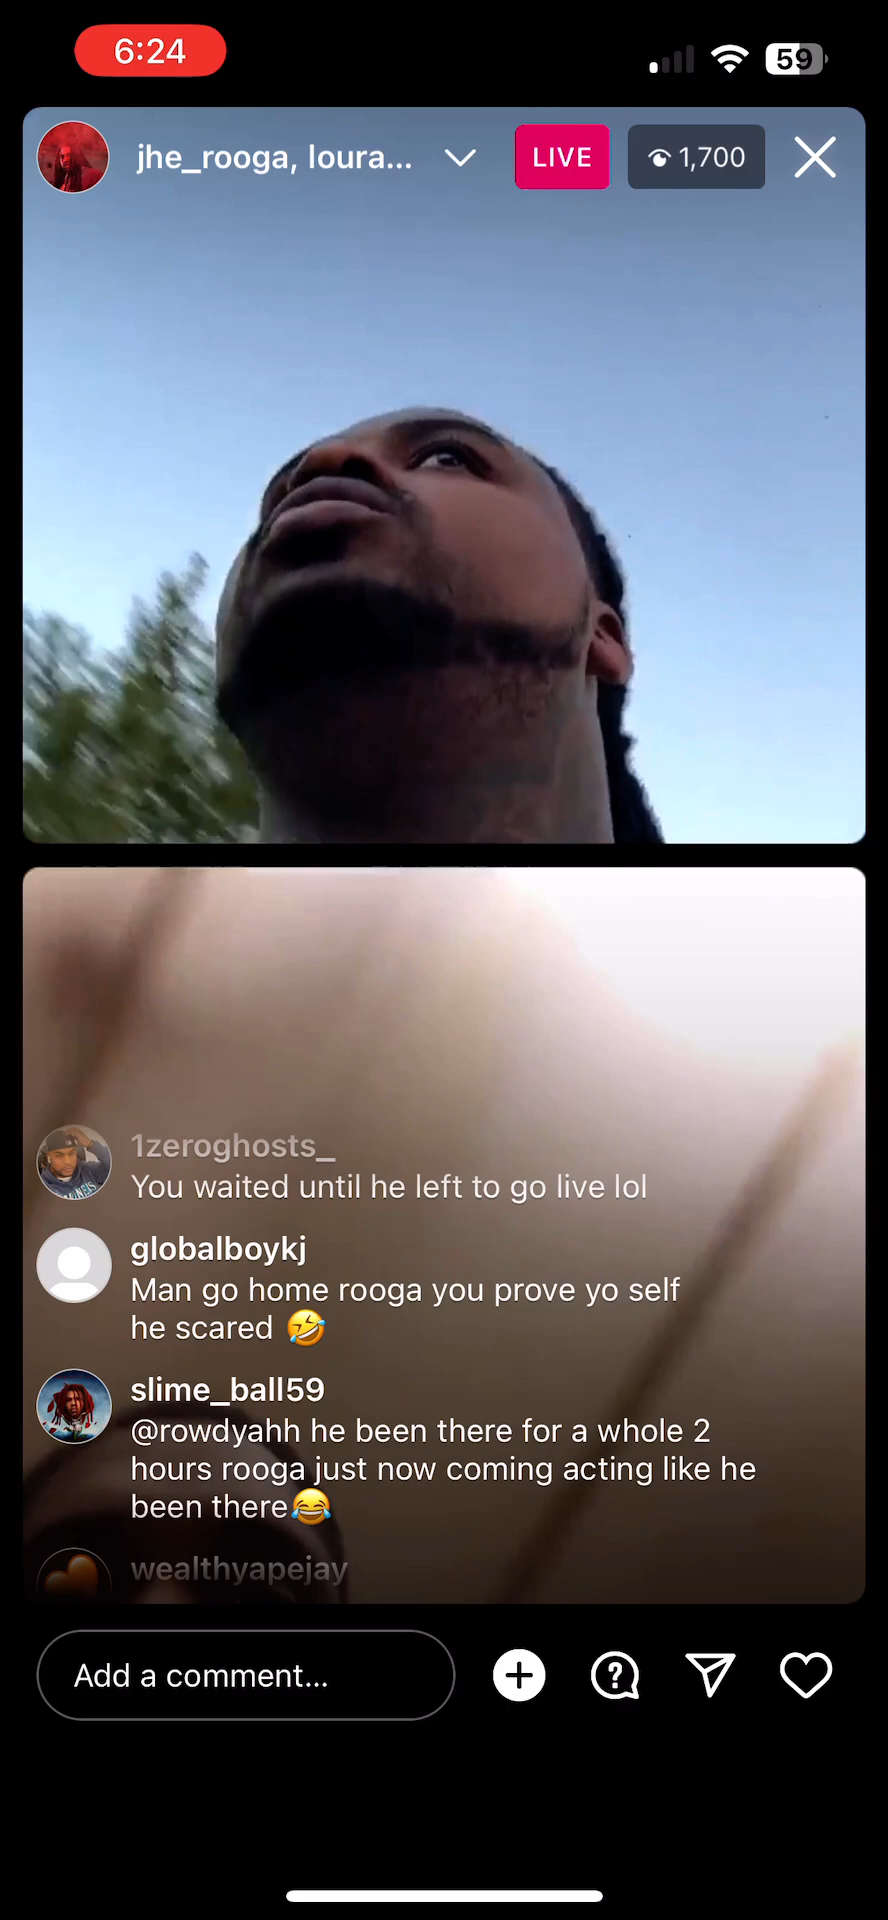 6:24
59
jhe_rooga, loura...
LIVE
1,700
1zeroghosts_
You waited until he left to go live lol
globalboykj
Man go home rooga you prove yo self
he scared 🤣
slime_ball59
@rowdyahh he been there for a whole 2
hours rooga just now coming acting like he
been there😂
wealthyapejay
Add a comment...